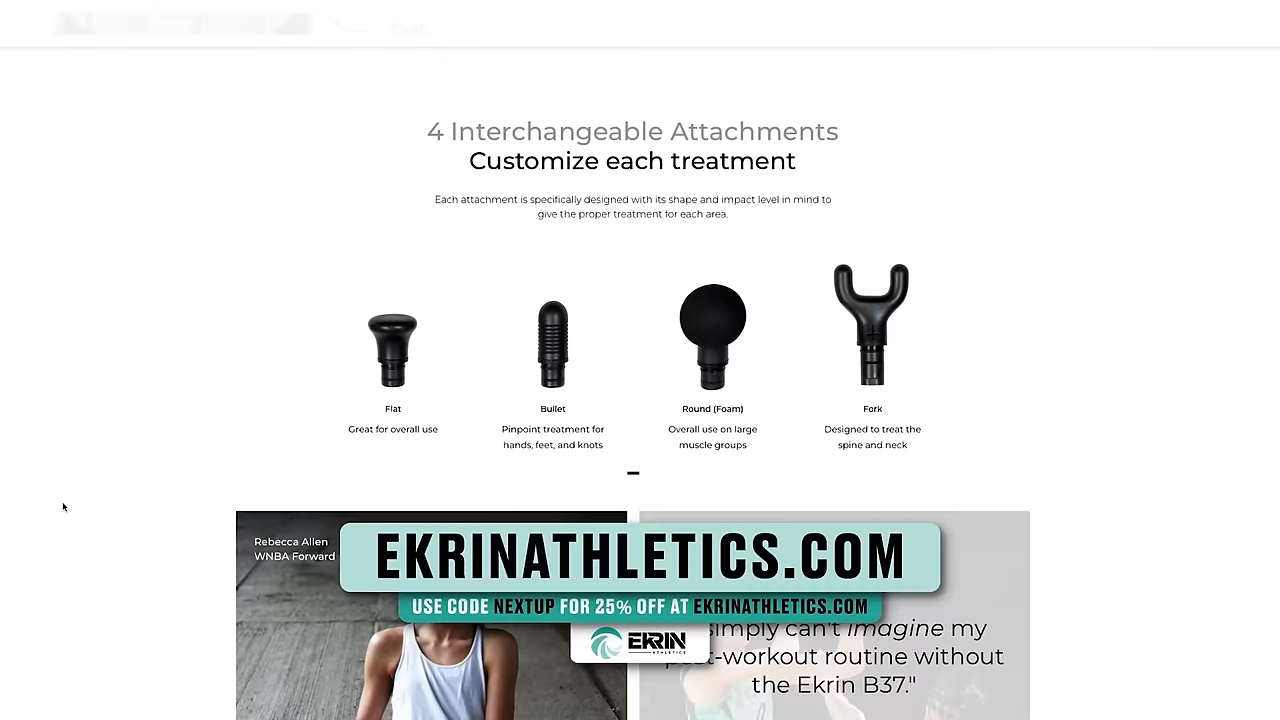 4 Interchangeable Attachments
Customize each treatment
Each attachment is specifically designed with its shape and impact level in mind to
give the proper treatment for each area.
Flat
Great for overall use
Bullet
Pinpoint treatment for
hands, feet, and knots
Round (Foam)
Overall use on large
muscle groups
Fork
Designed to treat the
spine and neck
Rebecca Allen
WNBA Forward
EKRINATHLETICS.COM
USE CODE NEXTUP FOR 25% OFF AT EKRINATHLETICS.COM
EKRIN
ATHLETICS
simply can't imagine my
post-workout routine without
the Ekrin B37."